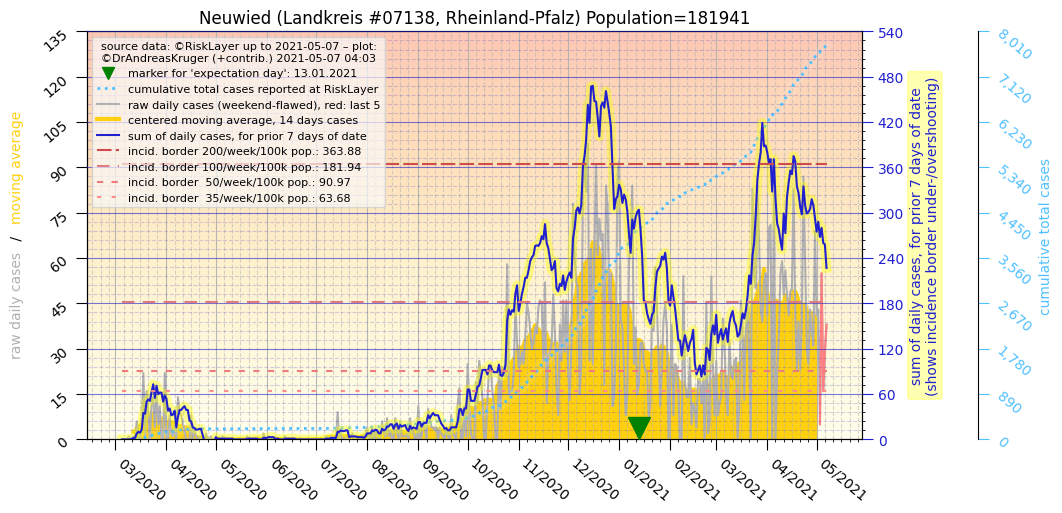 Neuwied (Landkreis #07138, Rheinland-Pfalz) Population=181941
source data: ©RiskLayer up to 2021-05-07 – plot:
©DrAndreasKruger (+contrib.) 2021-05-07 04:03
marker for 'expectation day': 13.01.2021
cumulative total cases reported at RiskLayer
raw daily cases (weekend-flawed), red: last 5
centered moving average, 14 days cases
sum of daily cases, for prior 7 days of date
incid. border 200/week/100k pop.: 363.88
incid. border 100/week/100k pop.: 181.94
incid. border  50/week/100k pop.: 90.97
incid. border  35/week/100k pop.: 63.68
raw daily cases / moving average
135
120
105
90
75
60
45
30
15
0
03/2020
04/2020
05/2020
06/2020
07/2020
08/2020
09/2020
10/2020
11/2020
12/2020
01/2021
02/2021
03/2021
04/2021
05/2021
540
480
420
360
300
240
180
120
60
0
sum of daily cases, for prior 7 days of date
(shows incidence border under-/overshooting)
8,010
7,120
6,230
5,340
4,450
3,560
2,670
1,780
890
0
cumulative total cases